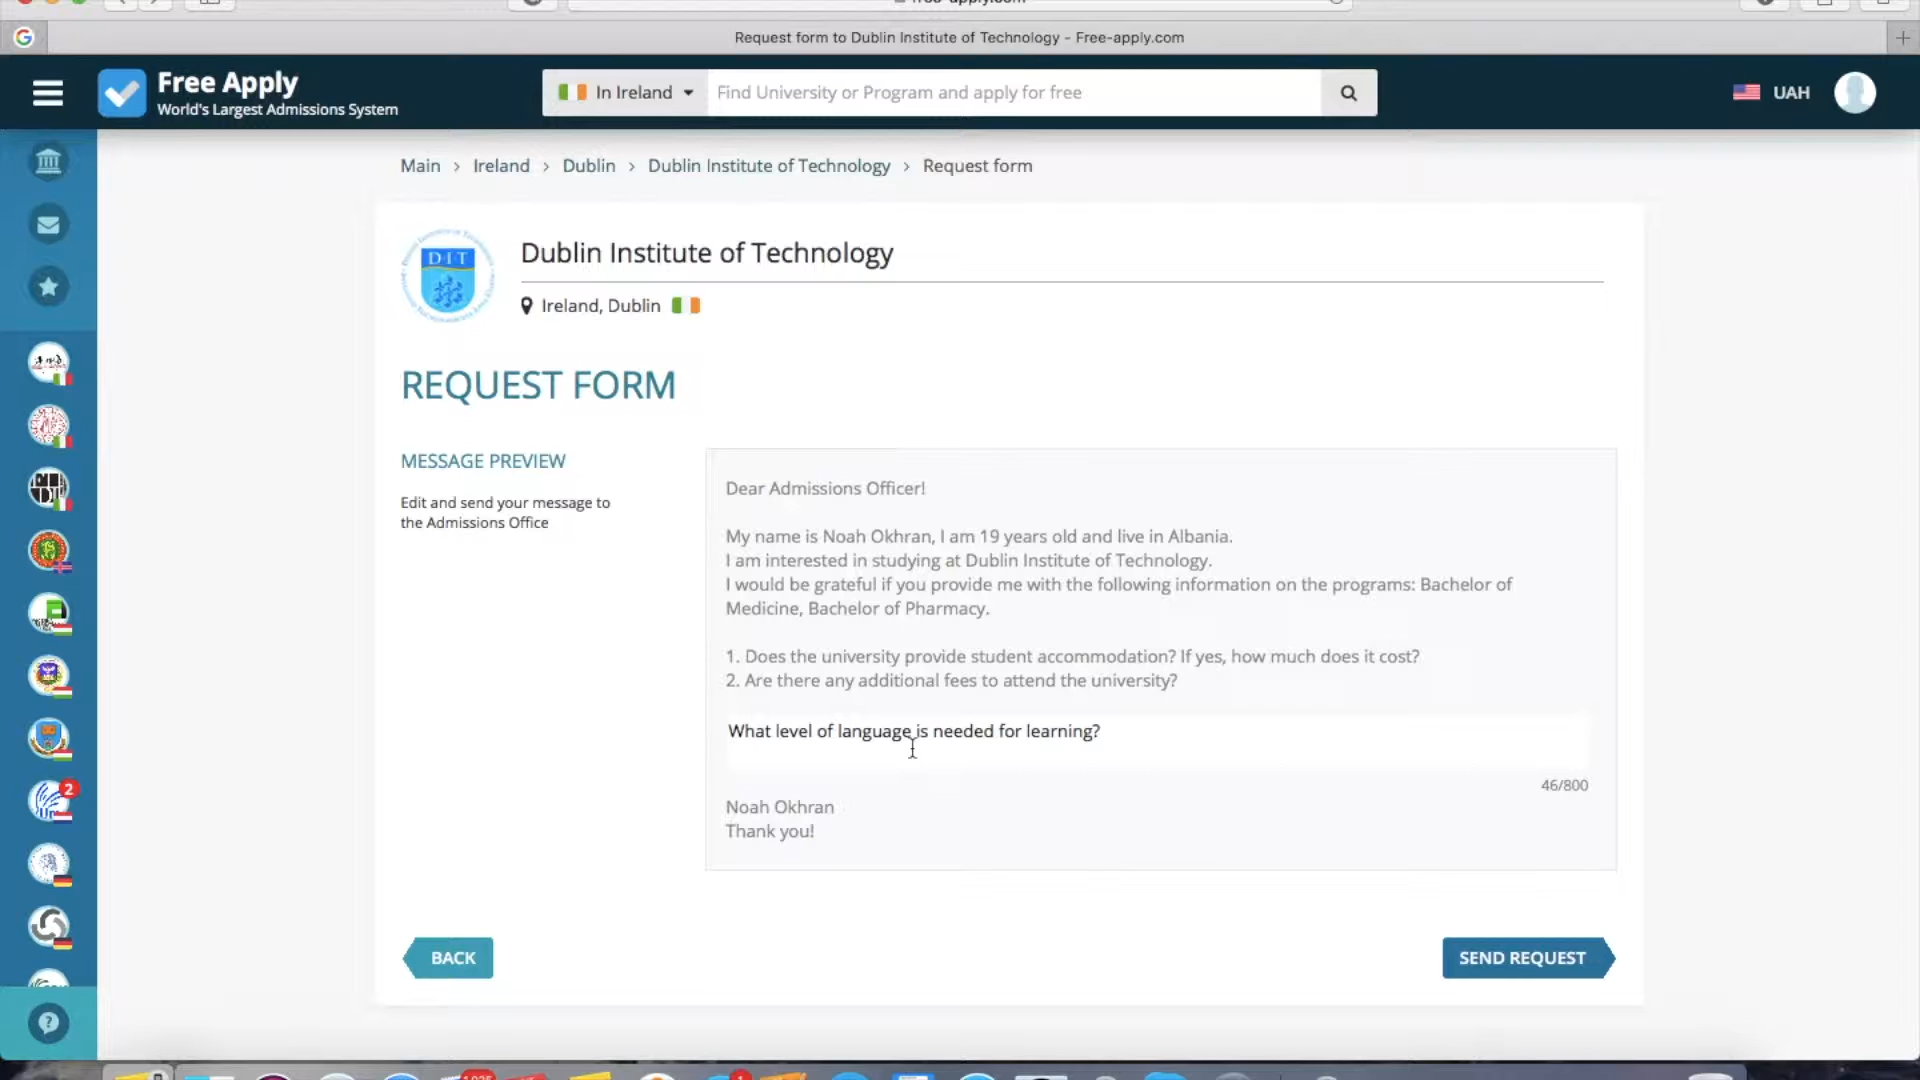 Request form to Dublin Institute of Technology - Free-apply.com
Free Apply
World's Largest Admissions System
In Ireland
Find University or Program and apply for free
UAH
Main > Ireland > Dublin > Dublin Institute of Technology > Request form
D·I·T
Dublin Institute of Technology
Ireland, Dublin
REQUEST FORM
MESSAGE PREVIEW
Edit and send your message to
the Admissions Office
Dear Admissions Officer!
My name is Noah Okhran, I am 19 years old and live in Albania.
I am interested in studying at Dublin Institute of Technology.
I would be grateful if you provide me with the following information on the programs: Bachelor of
Medicine, Bachelor of Pharmacy.
1. Does the university provide student accommodation? If yes, how much does it cost?
2. Are there any additional fees to attend the university?
What level of language is needed for learning?
46/800
Noah Okhran
Thank you!
2
BACK
SEND REQUEST
?